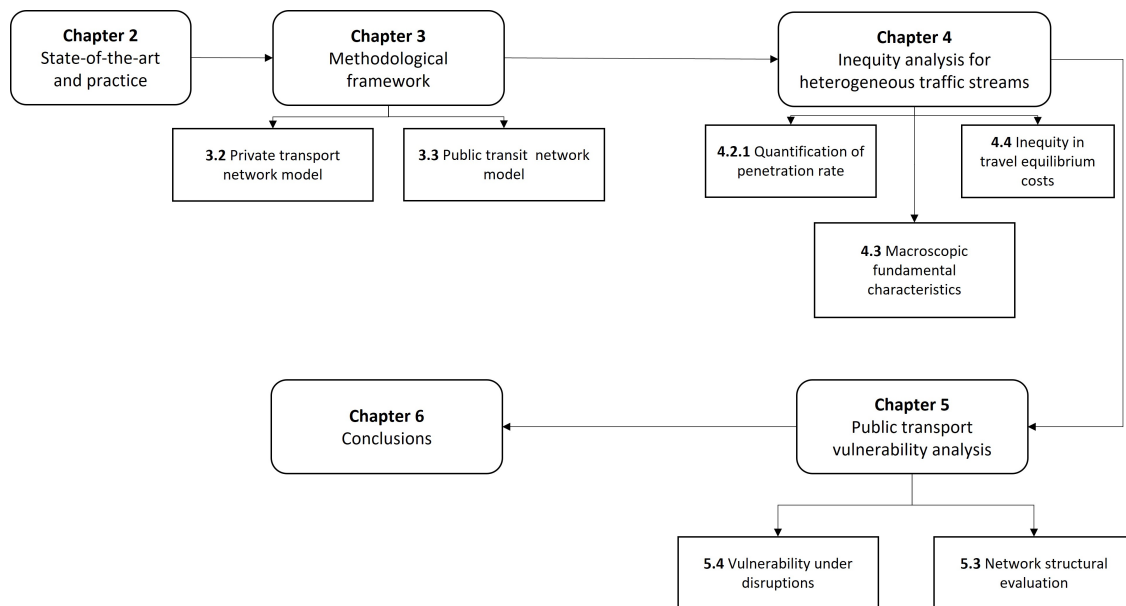 Chapter 2
State-of-the-art
and practice
Chapter 3
Methodological
framework
Chapter 4
Inequity analysis for
heterogeneous traffic streams
3.2 Private transport
network model
3.3 Public transit network
model
4.2.1 Quantification of
penetration rate
4.4 Inequity in
travel equilibrium
costs
4.3 Macroscopic
fundamental
characteristics
Chapter 6
Conclusions
Chapter 5
Public transport
vulnerability analysis
5.4 Vulnerability under
disruptions
5.3 Network structural
evaluation